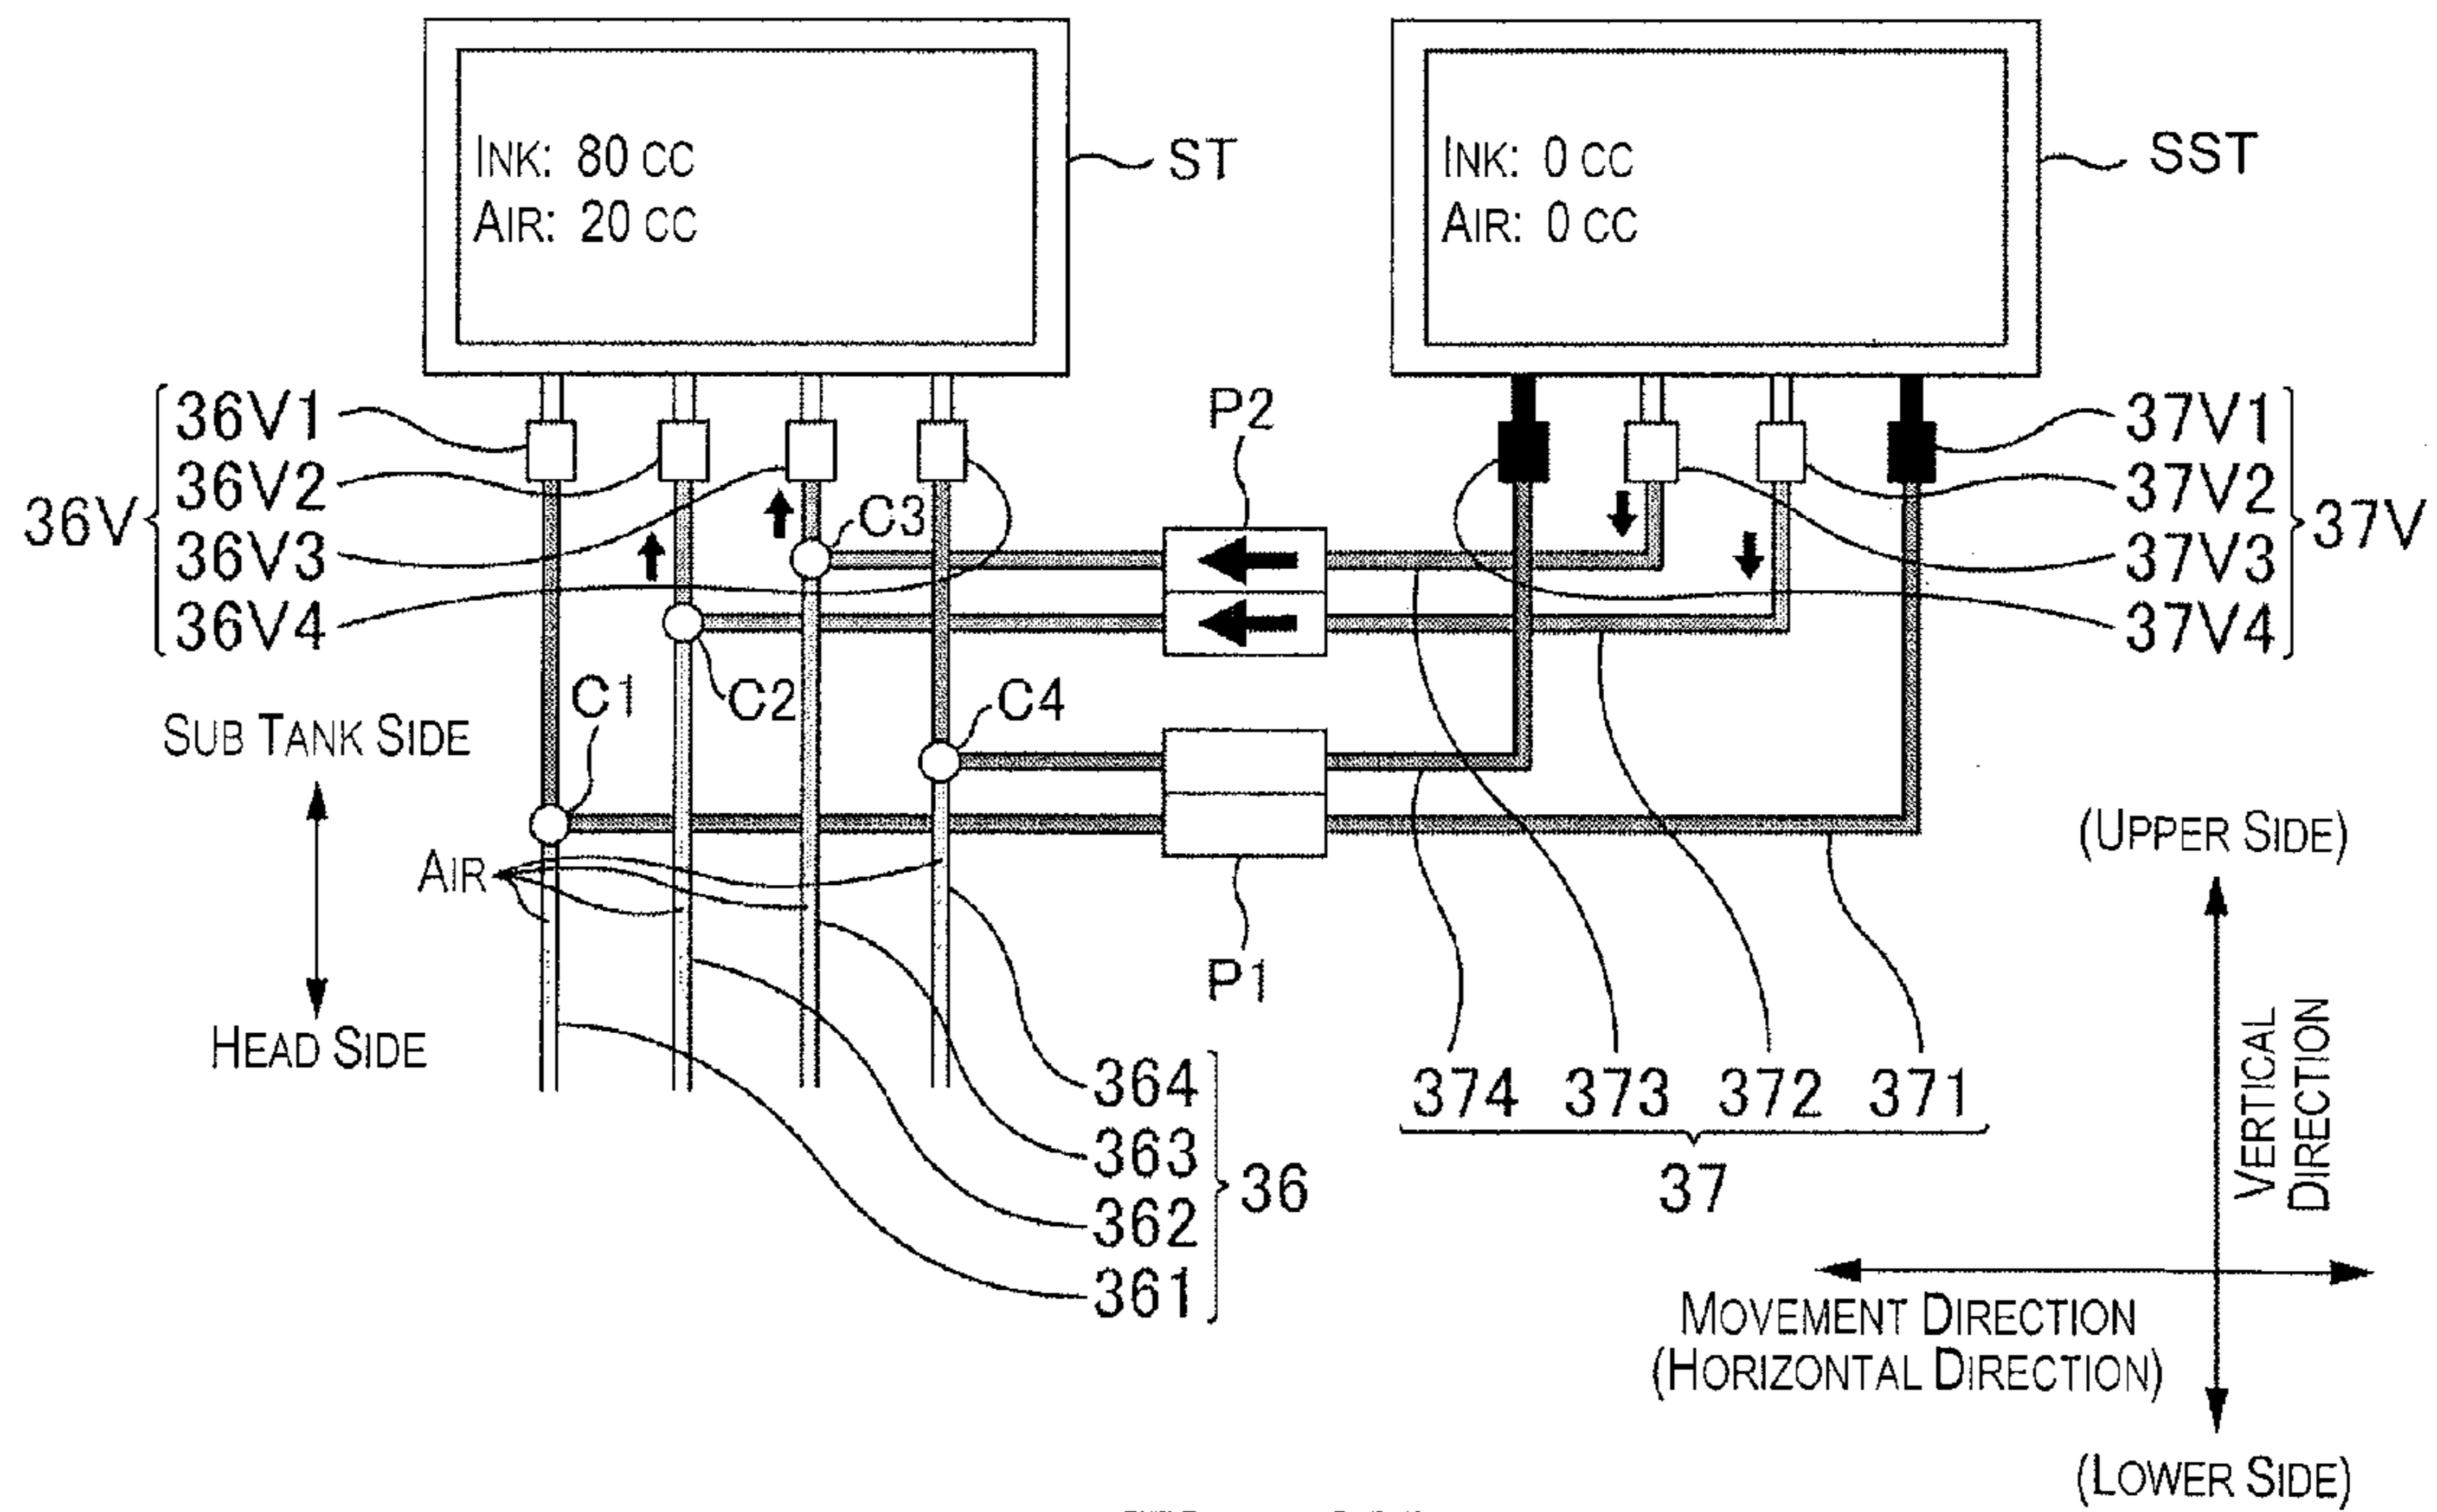 INK: 80 CC
AIR: 20 CC
ST
INK: 0 CC
AIR: 0 CC
SST
36V
36V1
36V2
36V3
36V4
P2
C3
C2
C1
C4
37V1
37V2
37V3
37V4
37V
SUB TANK SIDE
HEAD SIDE
AIR
P1
364
363
362
361
36
374 373 372 371
37
(UPPER SIDE)
VERTICAL
DIRECTION
MOVEMENT DIRECTION
(HORIZONTAL DIRECTION)
(LOWER SIDE)